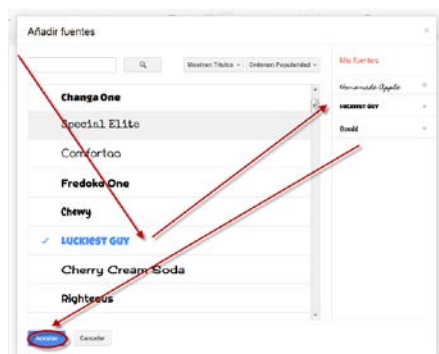 Añadir fuentes
Mostrar: Títulos Ordenar: Popularidad
Mis fuentes
Changa One
Homemade Apple
LUCKIEST GUY
Special Elite
Oswald
Comfortaa
Fredoka One
Chewy
LUCKIEST GUY
Cherry Cream Soda
Righteous
Aceptar Cancelar